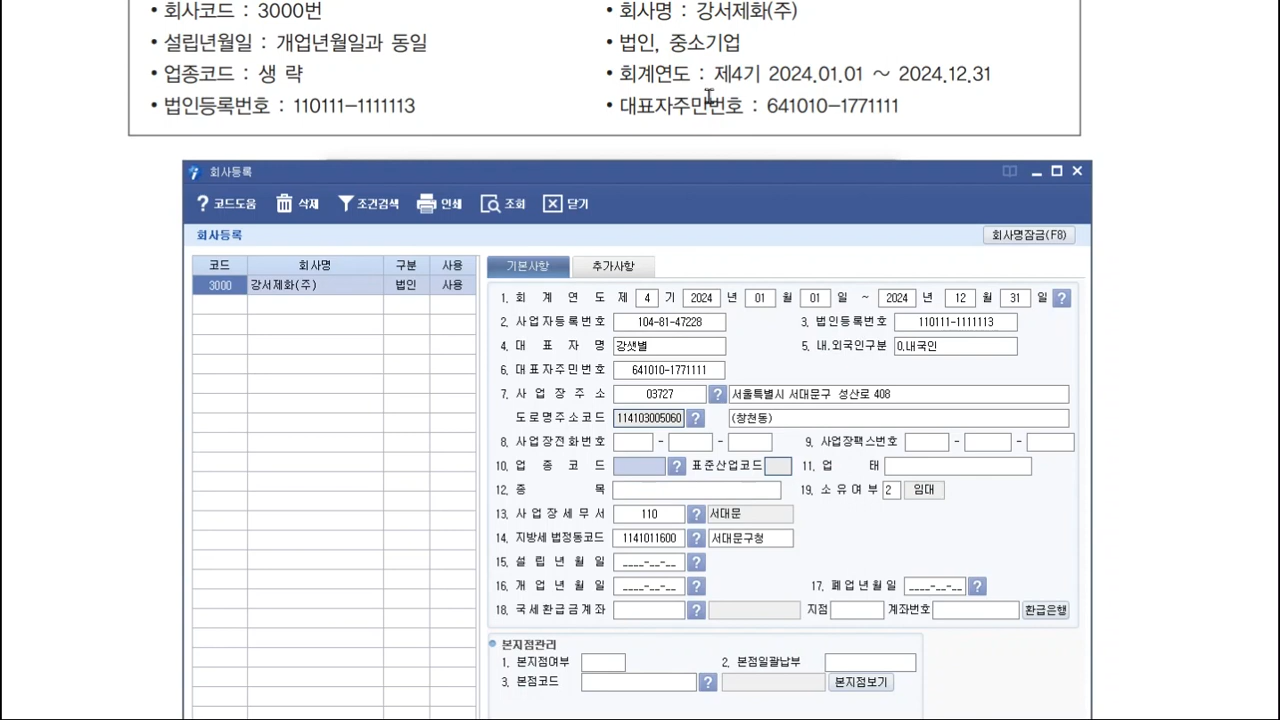 • 회사코드 : 3000번 • 회사명 : 강서제화(주)
• 설립년월일 : 개업년월일과 동일 • 법인, 중소기업
• 업종코드 : 생 략 • 회계연도 : 제4기 2024.01.01 ~ 2024.12.31
• 법인등록번호 : 110111-1111113 • 대표자주민번호 : 641010-1771111
회사등록
? 코드도움 삭제 조건검색 인쇄 조회 닫기
회사등록 회사명잠금(F8)
코드 회사명 구분 사용 기본사항 추가사항
3000 강서제화(주) 법인 사용
1. 회 계 연 도 제 4 기 2024 년 01 월 01 일 ~ 2024 년 12 월 31 일 ?
2. 사업자등록번호 104-81-47228 3. 법인등록번호 110111-1111113
4. 대 표 자 명 강샛별 5. 내.외국인구분 0.내국인
6. 대표자주민번호 641010-1771111
7. 사 업 장 주 소 03727 ? 서울특별시 서대문구 성산로 408
도로명주소코드 114103005060 ? (창천동)
8. 사업장전화번호 - - 9. 사업장팩스번호 - -
10. 업 종 코 드 ? 표준산업코드 11. 업 태
12. 종 목 19. 소 유 여 부 2 임대
13. 사 업 장 세 무 서 110 ? 서대문
14. 지방세 법정동코드 1141011600 ? 서대문구청
15. 설 립 년 월 일 ____-__-__ ?
16. 개 업 년 월 일 ____-__-__ ? 17. 폐 업 년 월 일 ____-__-__ ?
18. 국 세 환 급 금 계 좌 ? 지점 계좌번호 환급은행
본지점관리
1. 본지점여부 2. 본점일괄납부
3. 본점코드 ? 본지점보기